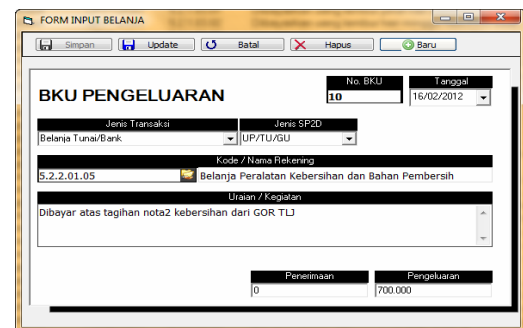 FORM INPUT BELANJA
Simpan Update Batal Hapus Baru
No. BKU Tanggal
BKU PENGELUARAN 10 16/02/2012
Jenis Transaksi Jenis SP2D
Belanja Tunai/Bank UP/TU/GU
Kode / Nama Rekening
5.2.2.01.05 Belanja Peralatan Kebersihan dan Bahan Pembersih
Uraian / Kegiatan
Dibayar atas tagihan nota2 kebersihan dari GOR TLJ
Penerimaan Pengeluaran
0 700.000